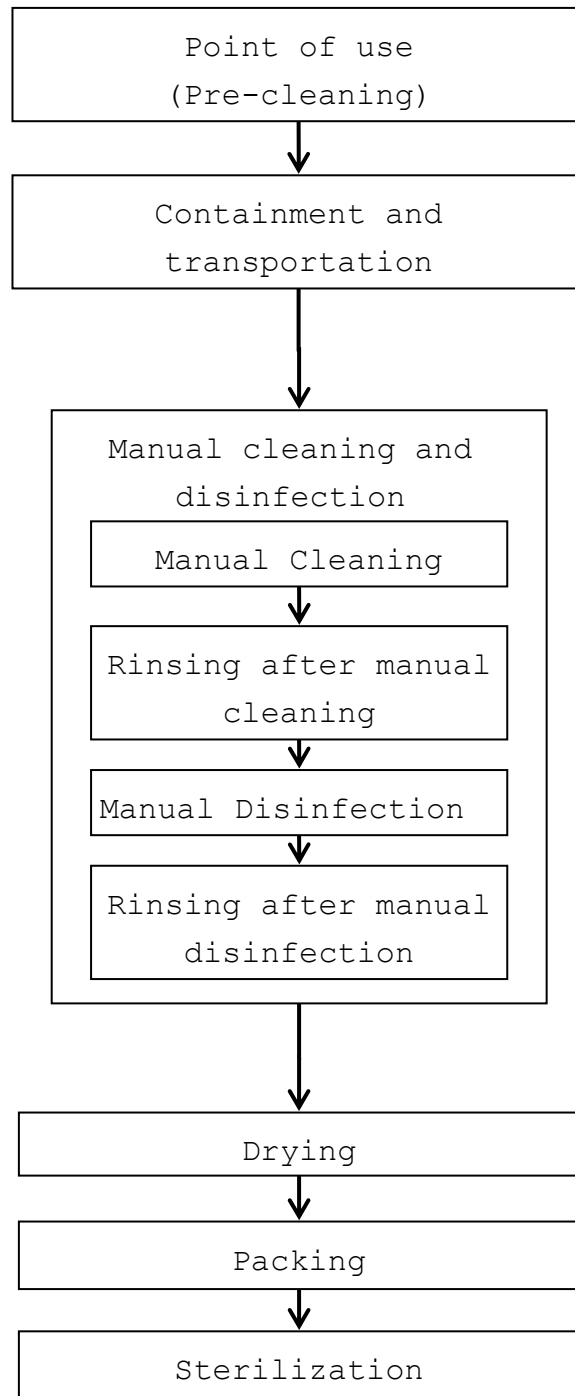 Point of use
(Pre-cleaning)
Containment and
transportation
Manual cleaning and
disinfection
Manual Cleaning
Rinsing after manual
cleaning
Manual Disinfection
Rinsing after manual
disinfection
Drying
Packing
Sterilization